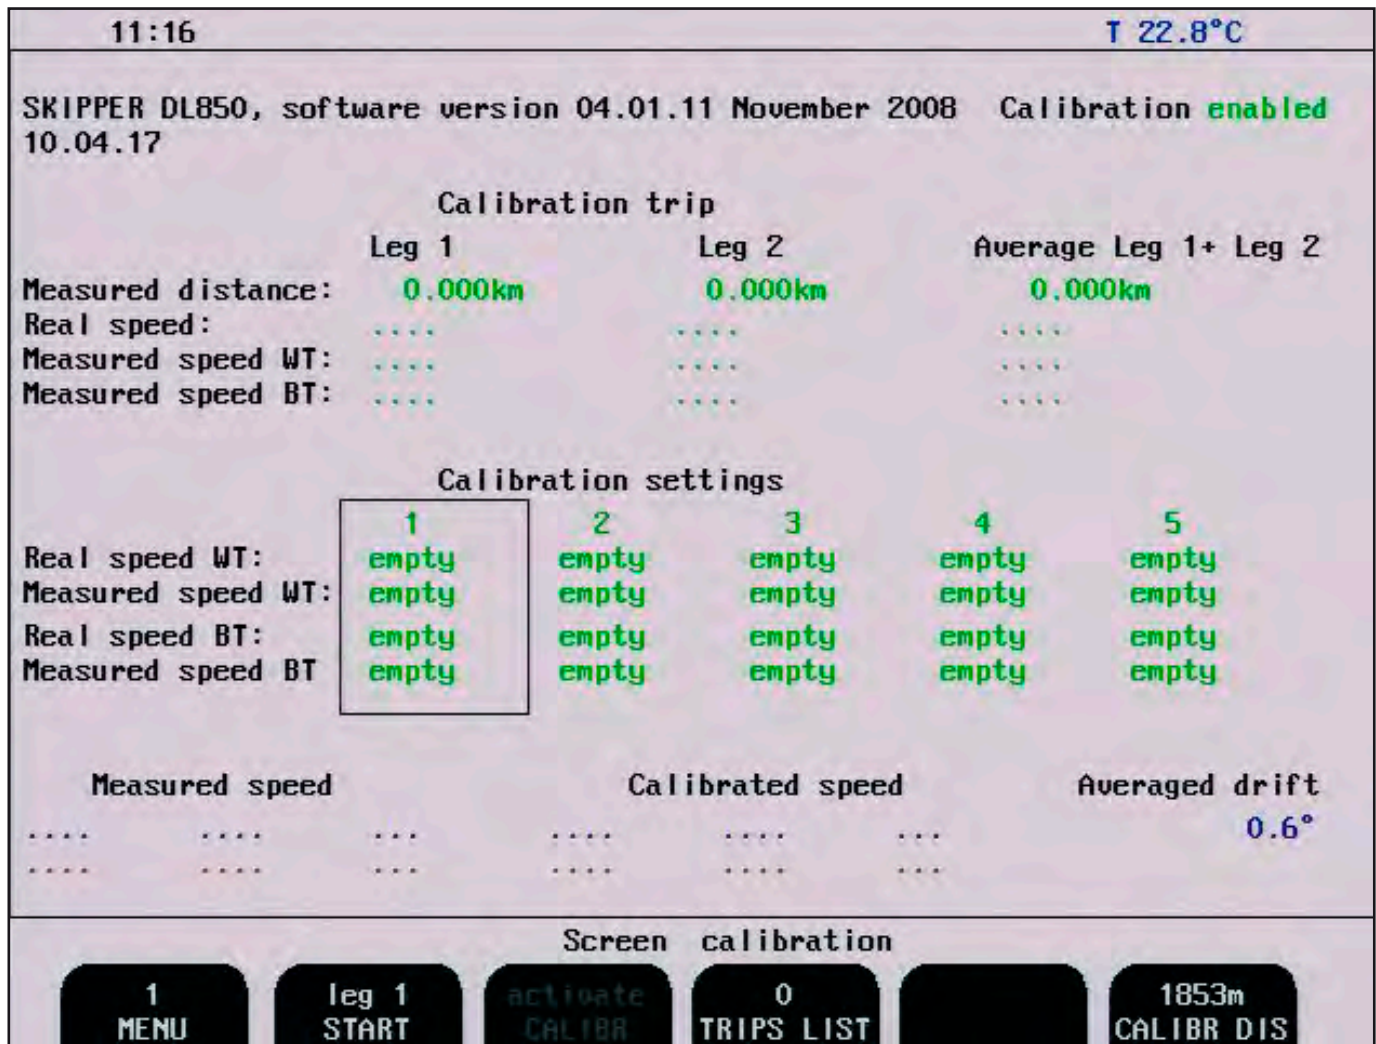 11:16 T 22.8°C
SKIPPER DL850, software version 04.01.11 November 2008 Calibration enabled
10.04.17
Calibration trip
Leg 1 Leg 2 Average Leg 1+ Leg 2
Measured distance: 0.000km 0.000km 0.000km
Real speed: .... .... ....
Measured speed WT: .... .... ....
Measured speed BT: .... .... ....
Calibration settings
1 2 3 4 5
Real speed WT: empty empty empty empty empty
Measured speed WT: empty empty empty empty empty
Real speed BT: empty empty empty empty empty
Measured speed BT empty empty empty empty empty
Measured speed Calibrated speed Averaged drift
.... .... ... .... .... ... 0.6°
.... .... ... .... .... ...
Screen calibration
1 leg 1 activate 0 1853m
MENU START CALIBR TRIPS LIST CALIBR DIS